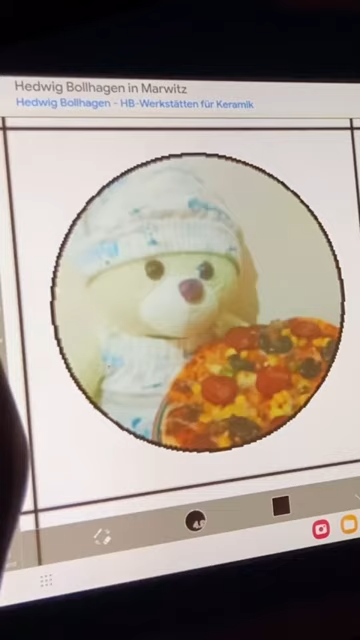 Hedwig Bollhagen in Marwitz
Hedwig Bollhagen - HB-Werkstätten für Keramik